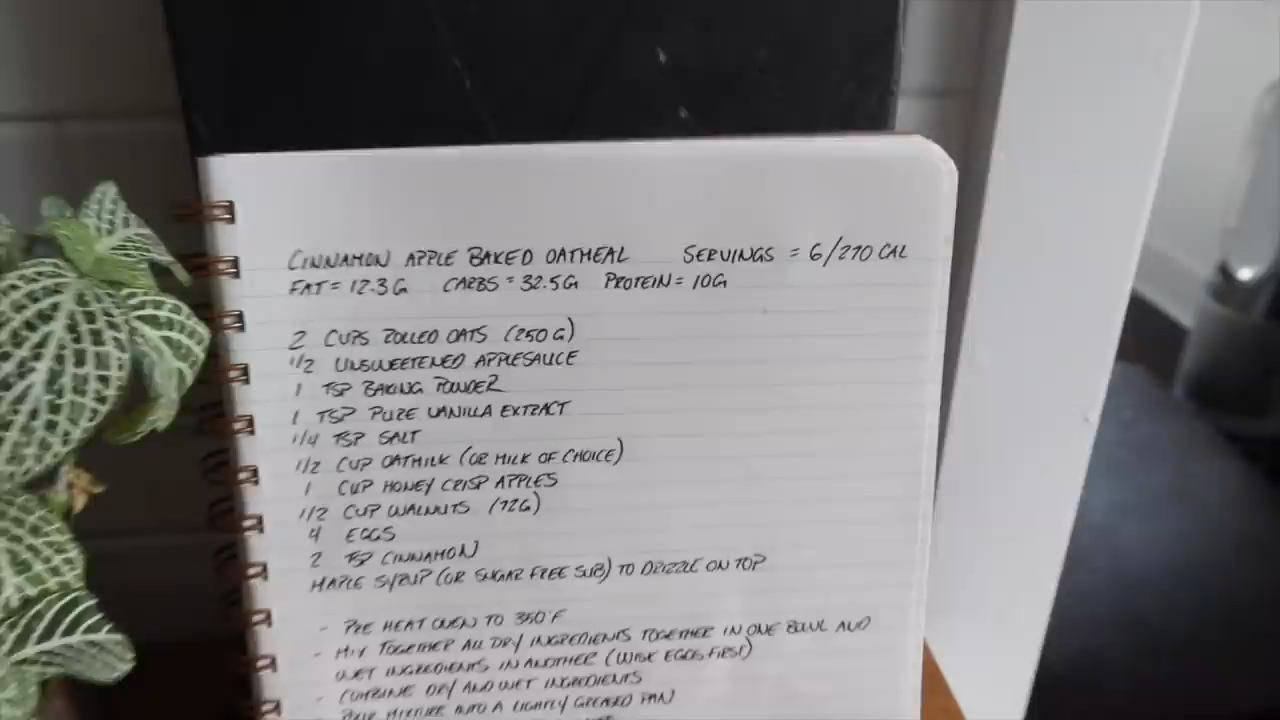 CINNAMON APPLE BAKED OATMEAL SERVINGS = 6/270 CAL
FAT = 12.3G CARBS = 32.5G PROTEIN = 10G
2 CUPS ROLLED OATS (250G)
1/2 UNSWEETENED APPLESAUCE
1 TSP BAKING POWDER
1 TSP PURE VANILLA EXTRACT
1/4 TSP SALT
1/2 CUP OATMILK (OR MILK OF CHOICE)
1 CUP HONEY CRISP APPLES
1/2 CUP WALNUTS (72G)
4 EGGS
2 TSP CINNAMON
MAPLE SYRUP (OR SUGAR FREE SUB) TO DRIZZLE ON TOP
- PRE HEAT OVEN TO 350°F
- MIX TOGETHER ALL DRY INGREDIENTS TOGETHER IN ONE BOWL AND
WET INGREDIENTS IN ANOTHER (WISK EGGS FIRST)
- COMBINE DRY AND WET INGREDIENTS
- POUR MIXTURE INTO A LIGHTLY GREASED PAN